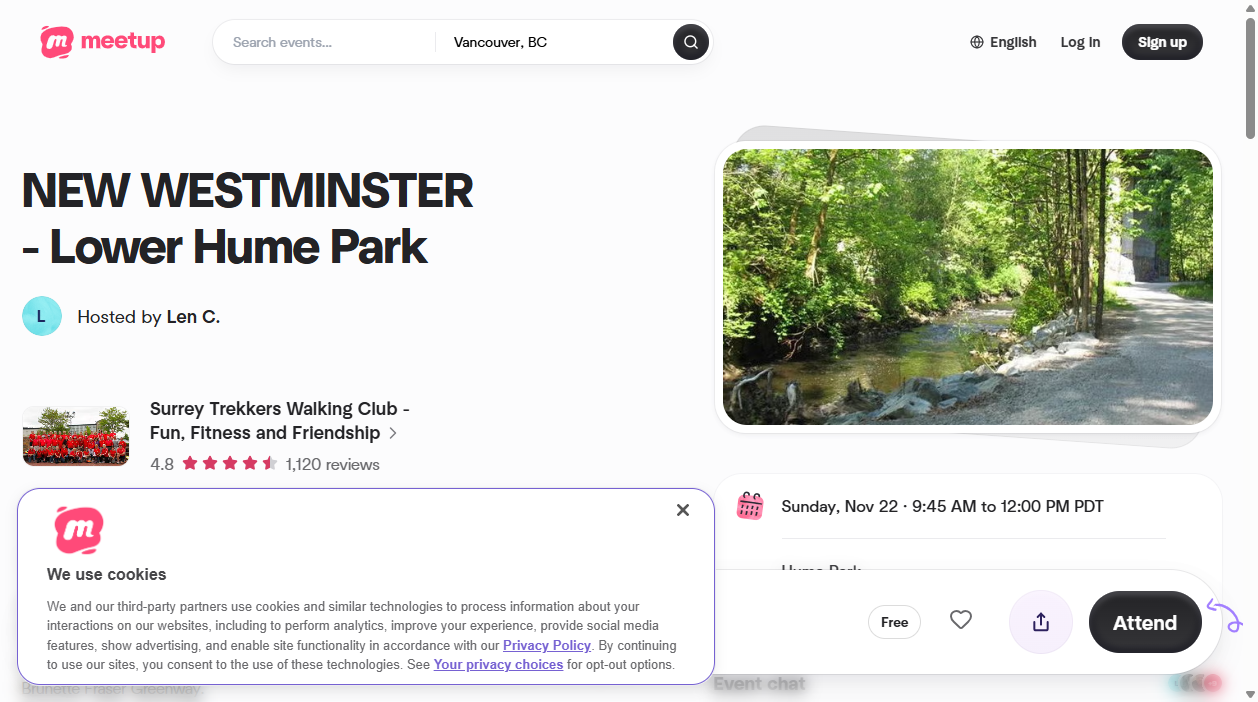 meetup
Search events...
Vancouver, BC
English
Log in
Sign up
NEW WESTMINSTER
- Lower Hume Park
L
Hosted by Len C.
Surrey Trekkers Walking Club -
Fun, Fitness and Friendship
4.8
1,120 reviews
Sunday, Nov 22 · 9:45 AM to 12:00 PM PDT
Hume Park
m
We use cookies
We and our third-party partners use cookies and similar technologies to process information about your
interactions on our websites, including to perform analytics, improve your experience, provide social media
features, show advertising, and enable site functionality in accordance with our Privacy Policy. By continuing
to use our sites, you consent to the use of these technologies. See Your privacy choices for opt-out options.
Free
Attend
Brunette Fraser Greenway.
Event chat